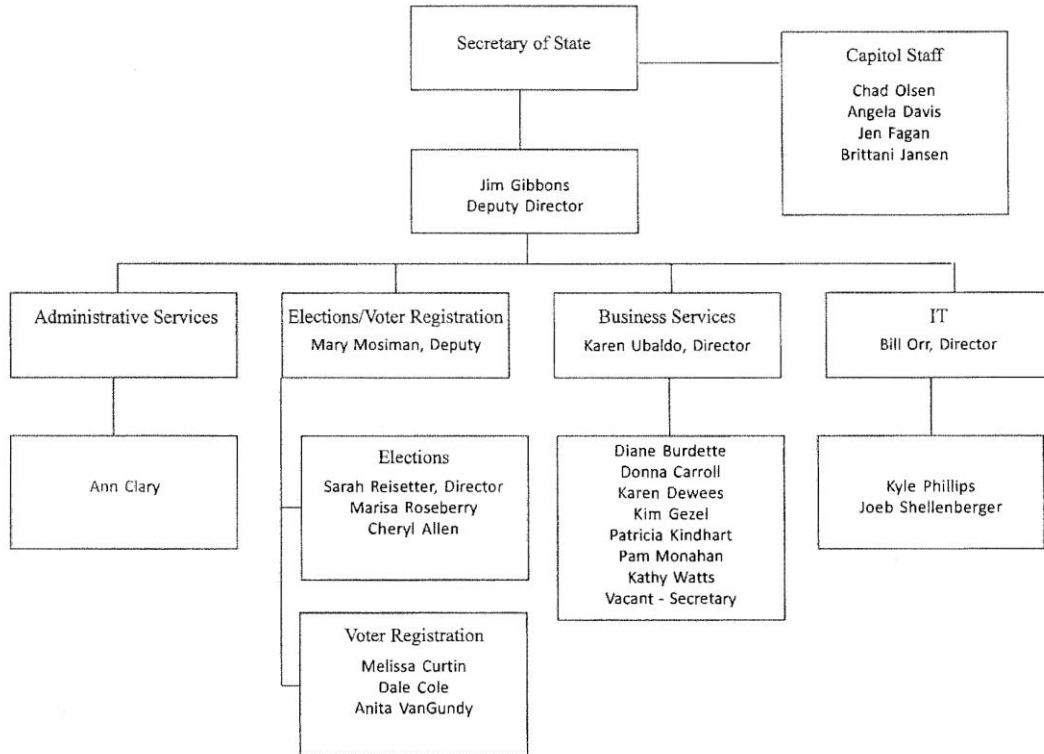 Secretary of State
Capitol Staff
Chad Olsen
Angela Davis
Jen Fagan
Brittani Jansen
Jim Gibbons
Deputy Director
Administrative Services
Elections/Voter Registration
Mary Mosiman, Deputy
Business Services
Karen Ubaldo, Director
IT
Bill Orr, Director
Ann Clary
Elections
Sarah Reisetter, Director
Marisa Roseberry
Cheryl Allen
Diane Burdette
Donna Carroll
Karen Dewees
Kim Gezel
Patricia Kindhart
Pam Monahan
Kathy Watts
Vacant - Secretary
Kyle Phillips
Joeb Shellenberger
Voter Registration
Melissa Curtin
Dale Cole
Anita VanGundy